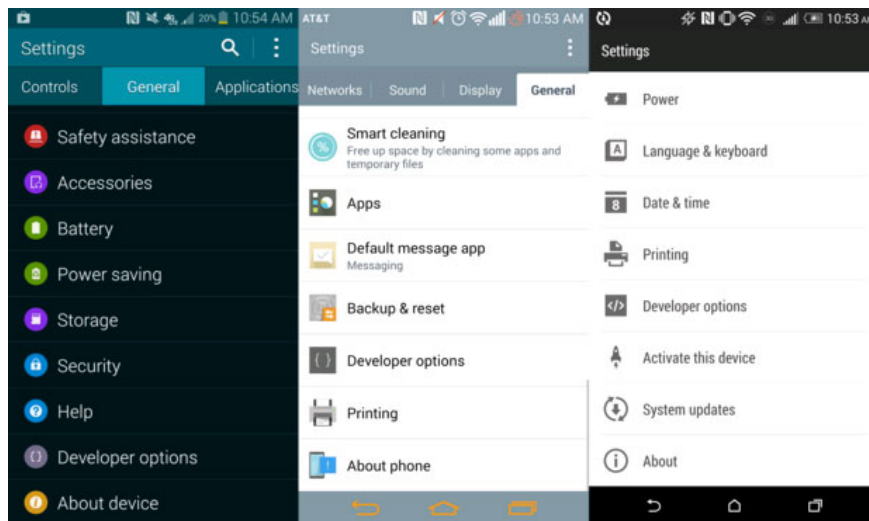 20% 10:54 AM
Settings
Controls General Applications
Safety assistance
Accessories
Battery
Power saving
Storage
Security
Help
Developer options
About device
AT&T 10:53 AM
Settings
Networks Sound Display General
Smart cleaning
Free up space by cleaning some apps and
temporary files
Apps
Default message app
Messaging
Backup & reset
Developer options
Printing
About phone
10:53 A
Settings
Power
A Language & keyboard
8 Date & time
Printing
</> Developer options
Activate this device
System updates
i About